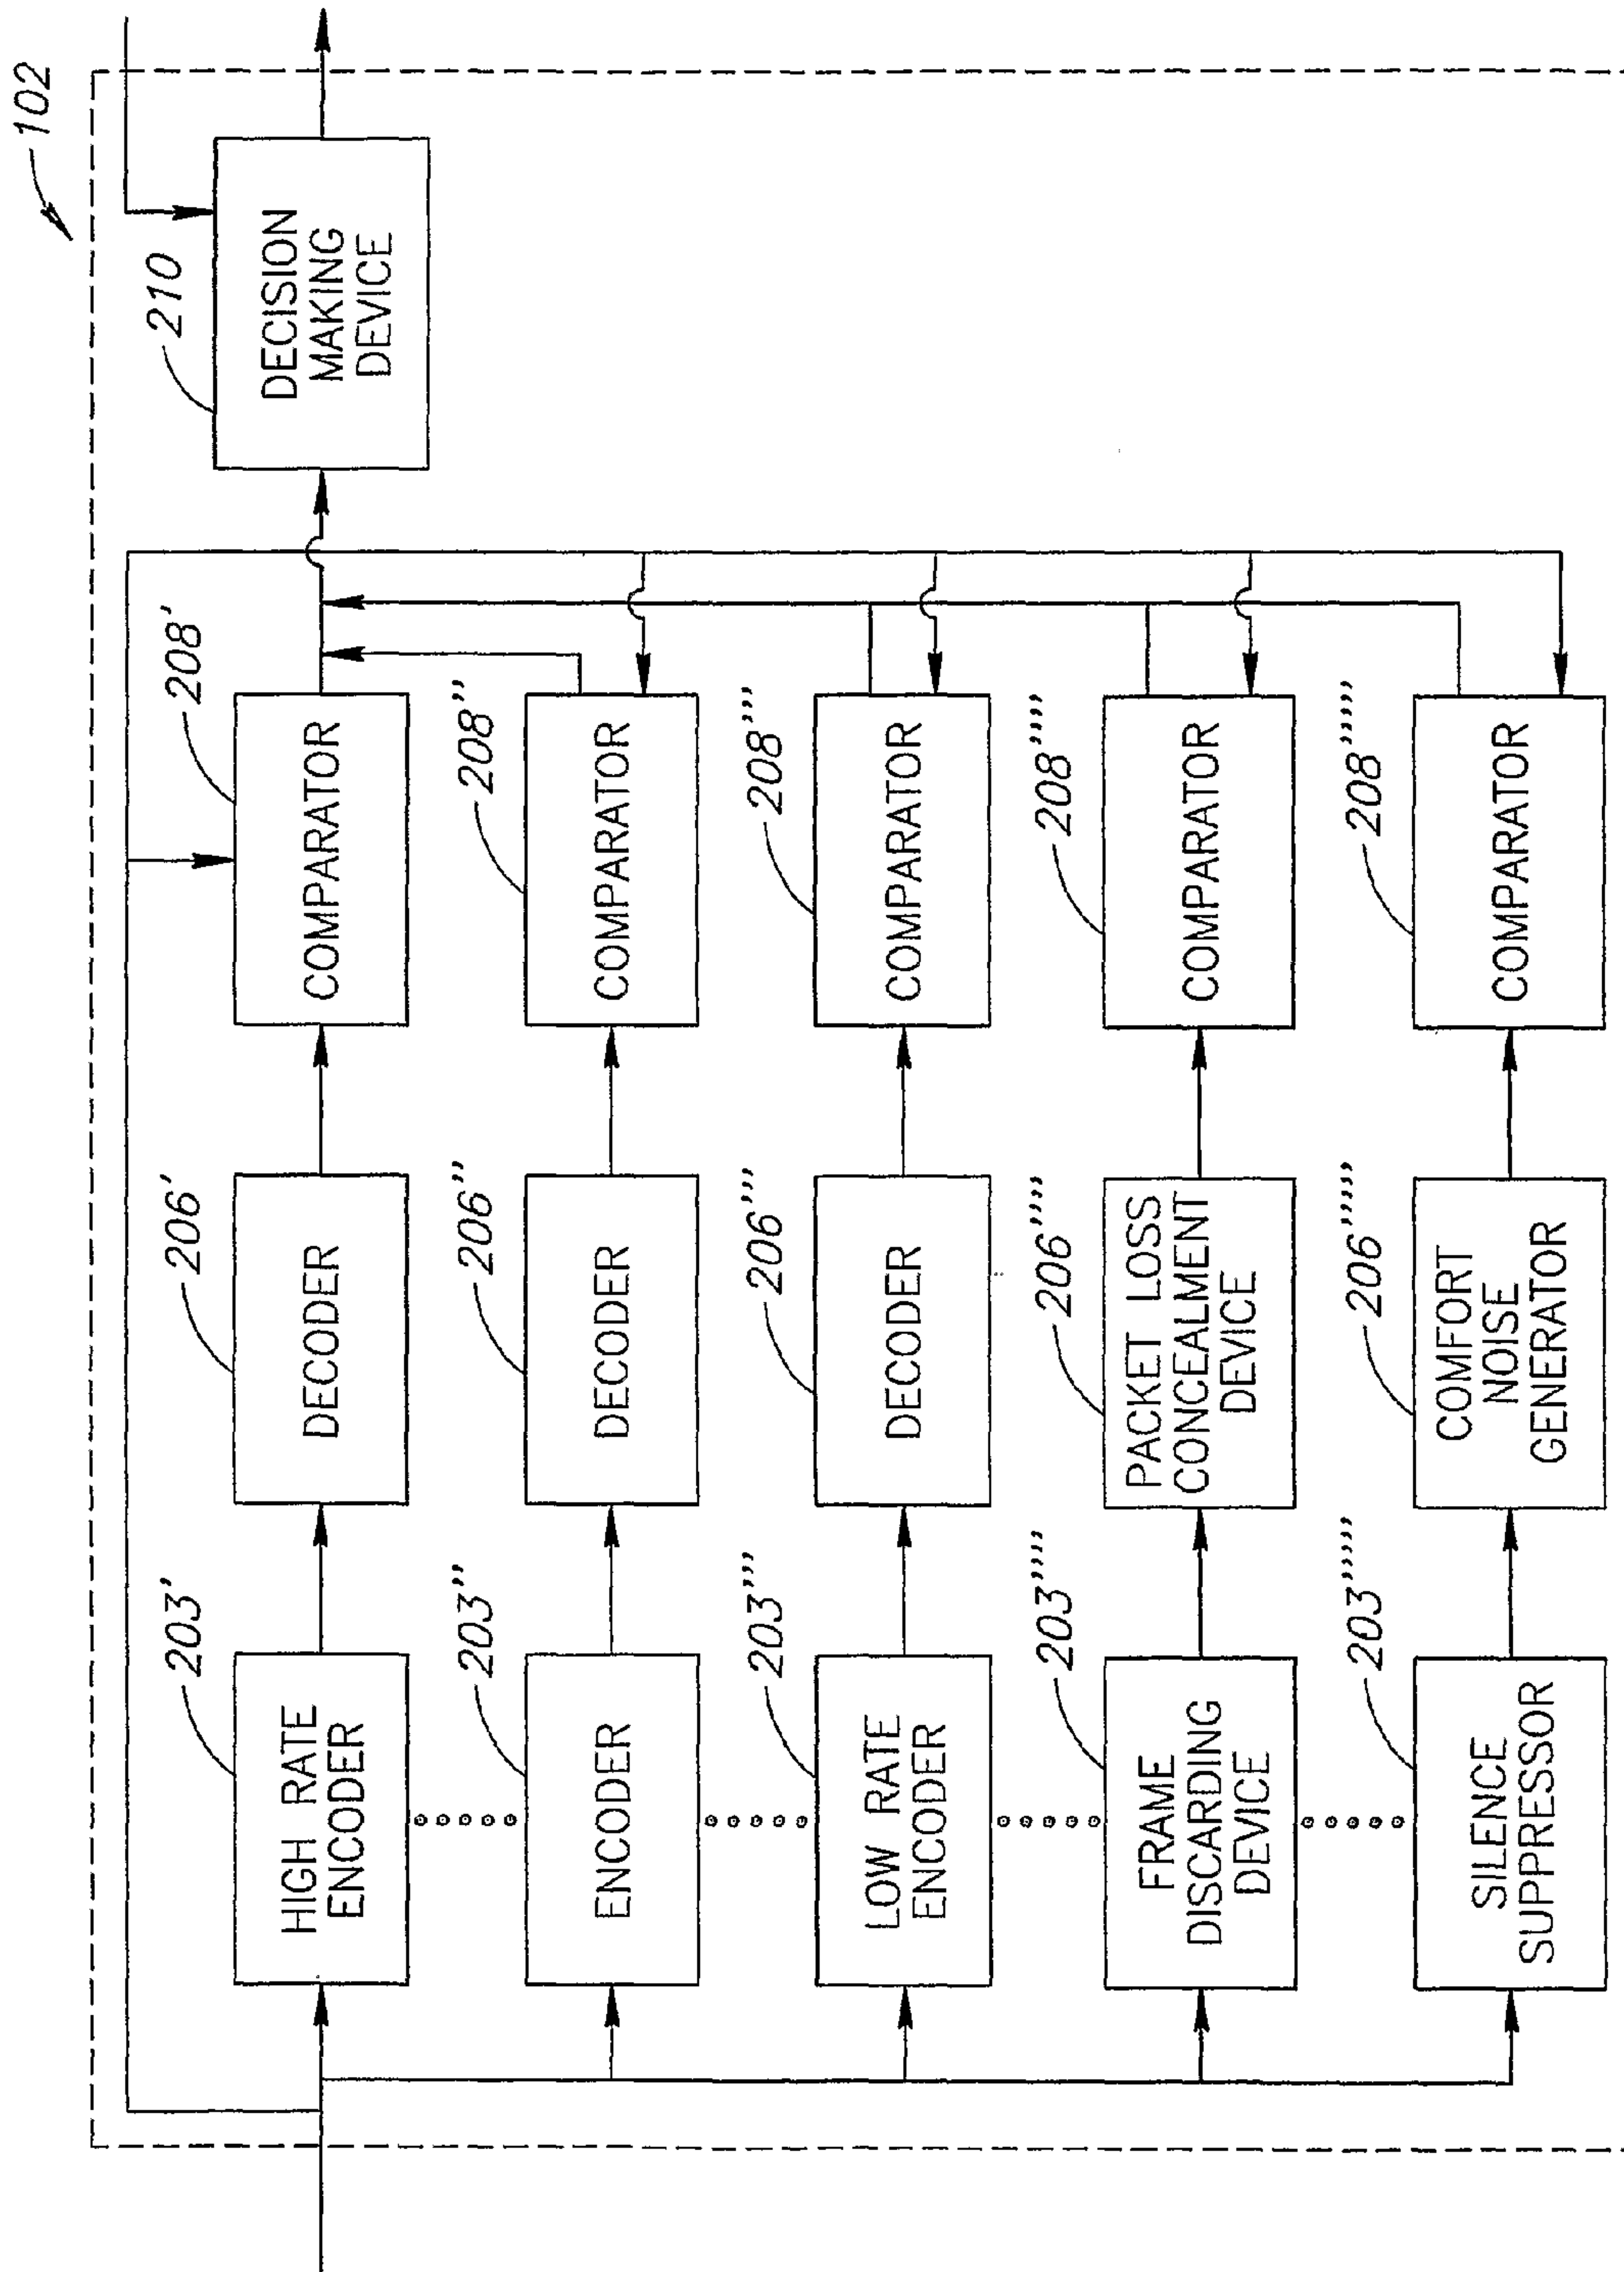 102
203'
206'
208'
210
HIGH RATE
ENCODER
DECODER
COMPARATOR
DECISION
MAKING
DEVICE
203''
206''
208''
ENCODER
DECODER
COMPARATOR
203'''
206'''
208'''
LOW RATE
ENCODER
DECODER
COMPARATOR
203''''
206''''
208''''
FRAME
DISCARDING
DEVICE
PACKET LOSS
CONCEALMENT
DEVICE
COMPARATOR
203'''''
206'''''
208'''''
SILENCE
SUPPRESSOR
COMFORT
NOISE
GENERATOR
COMPARATOR